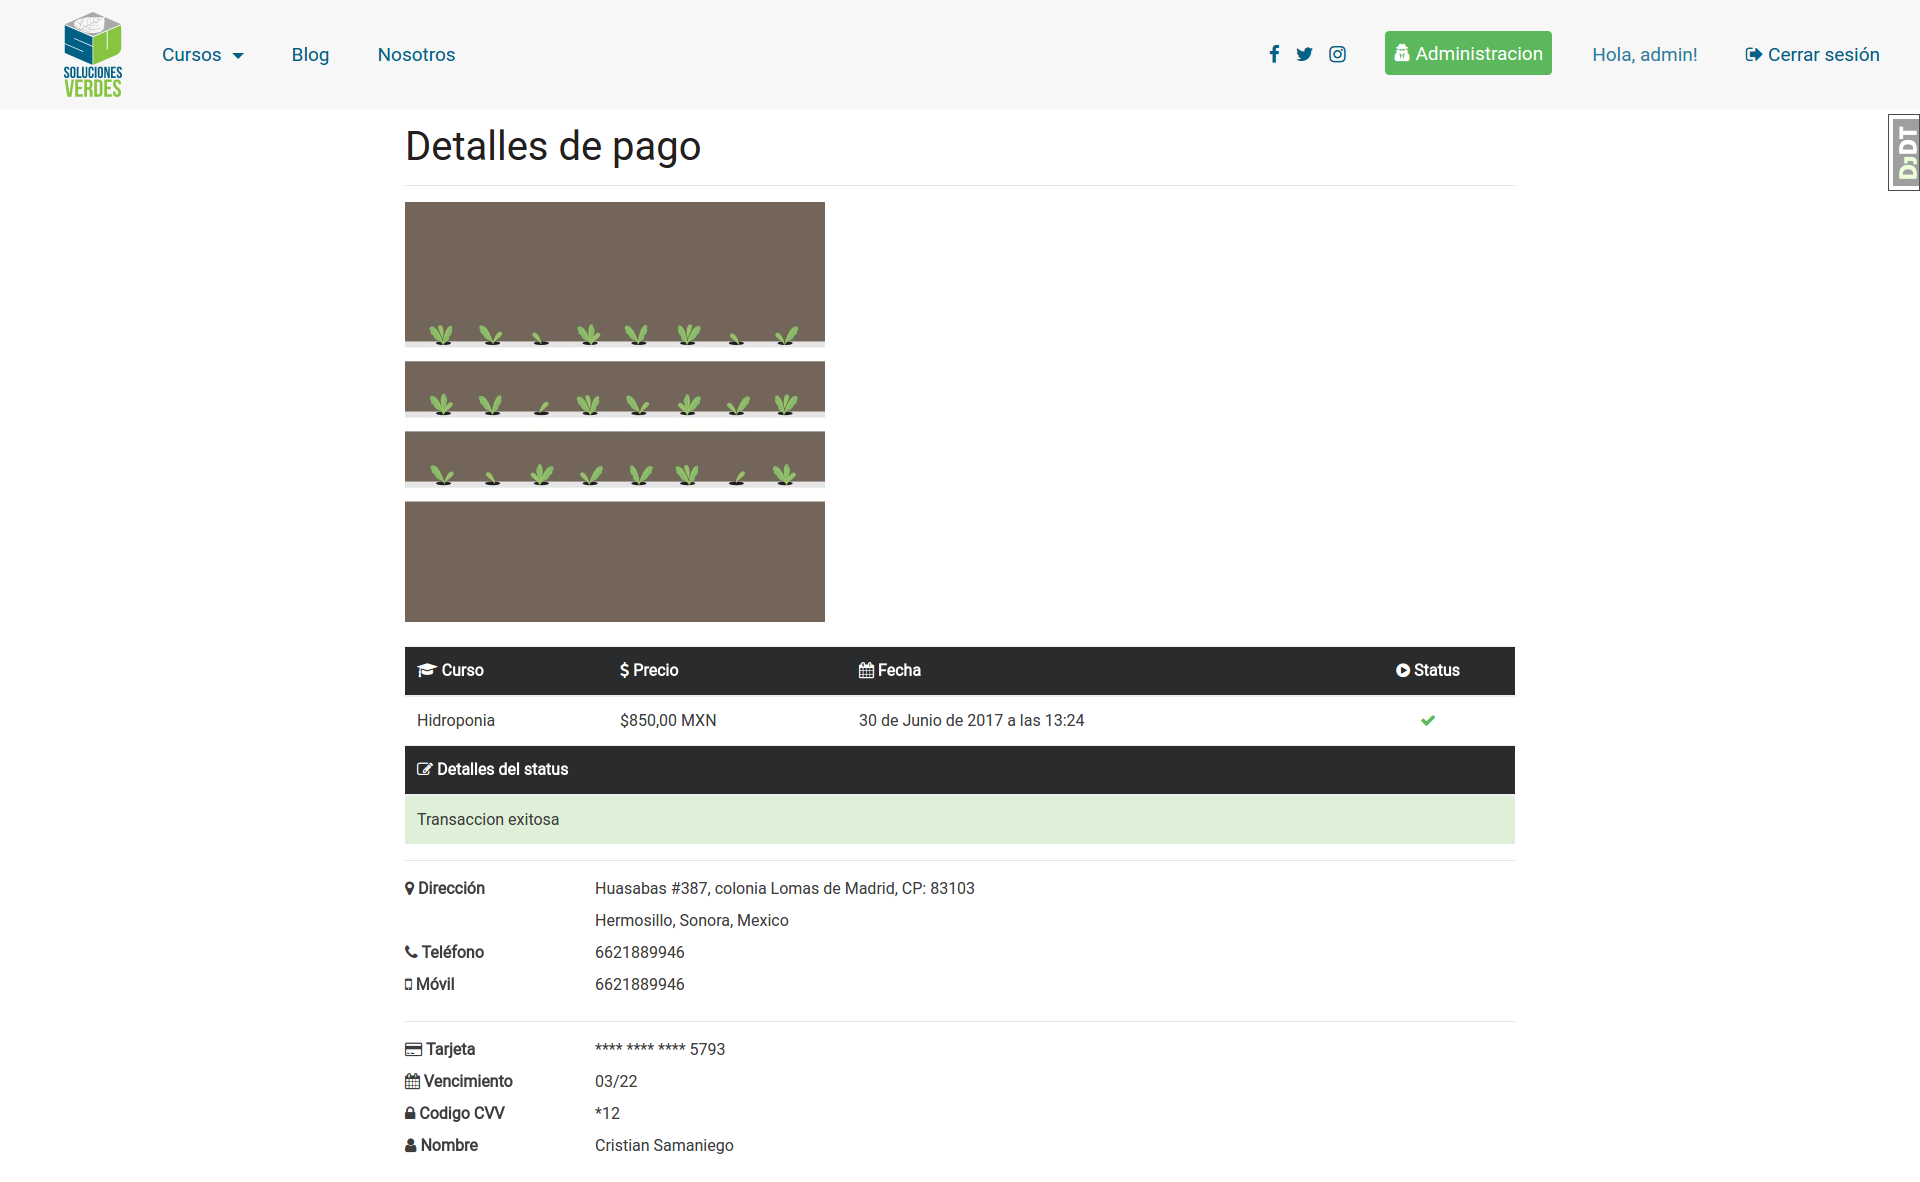 SOLUCIONES
VERDES
Cursos
Blog
Nosotros
Administracion
Hola, admin!
Cerrar sesión
DJDT
Detalles de pago
Curso
$ Precio
Fecha
Status
Hidroponia
$850,00 MXN
30 de Junio de 2017 a las 13:24
Detalles del status
Transaccion exitosa
Dirección
Huasabas #387, colonia Lomas de Madrid, CP: 83103
Hermosillo, Sonora, Mexico
Teléfono
6621889946
Móvil
6621889946
Tarjeta
**** **** **** 5793
Vencimiento
03/22
Codigo CVV
*12
Nombre
Cristian Samaniego